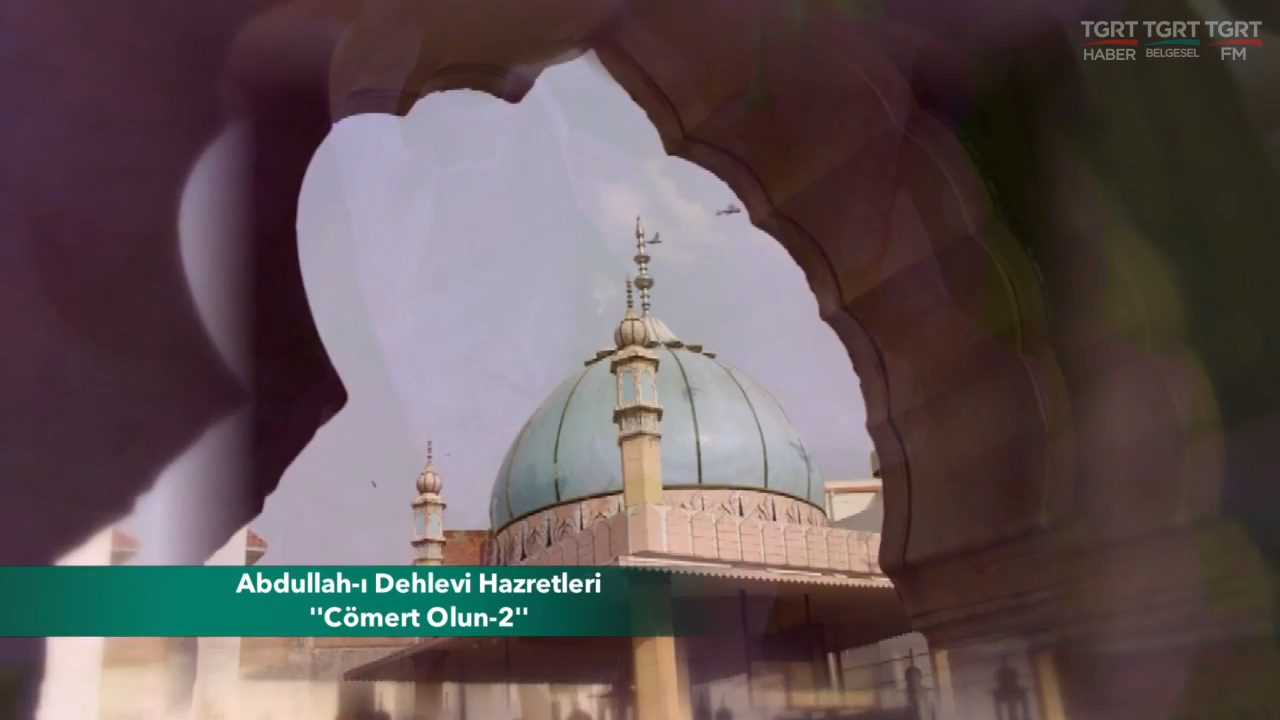 TGRT TGRT TGRT
HABER BELGESEL FM
Abdullah-ı Dehlevi Hazretleri
''Cömert Olun-2''